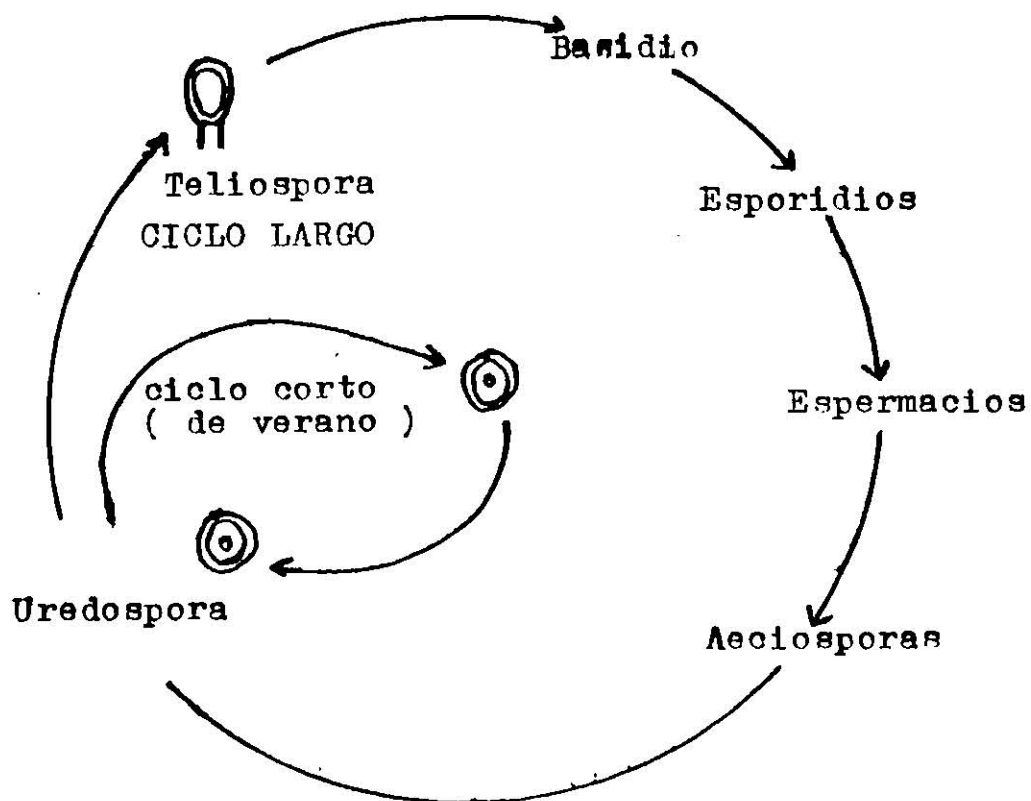 Basidio
Teliospora
CICLO LARGO
Esporidios
ciclo corto
( de verano )
Espermacios
Uredospora
Aeciosporas